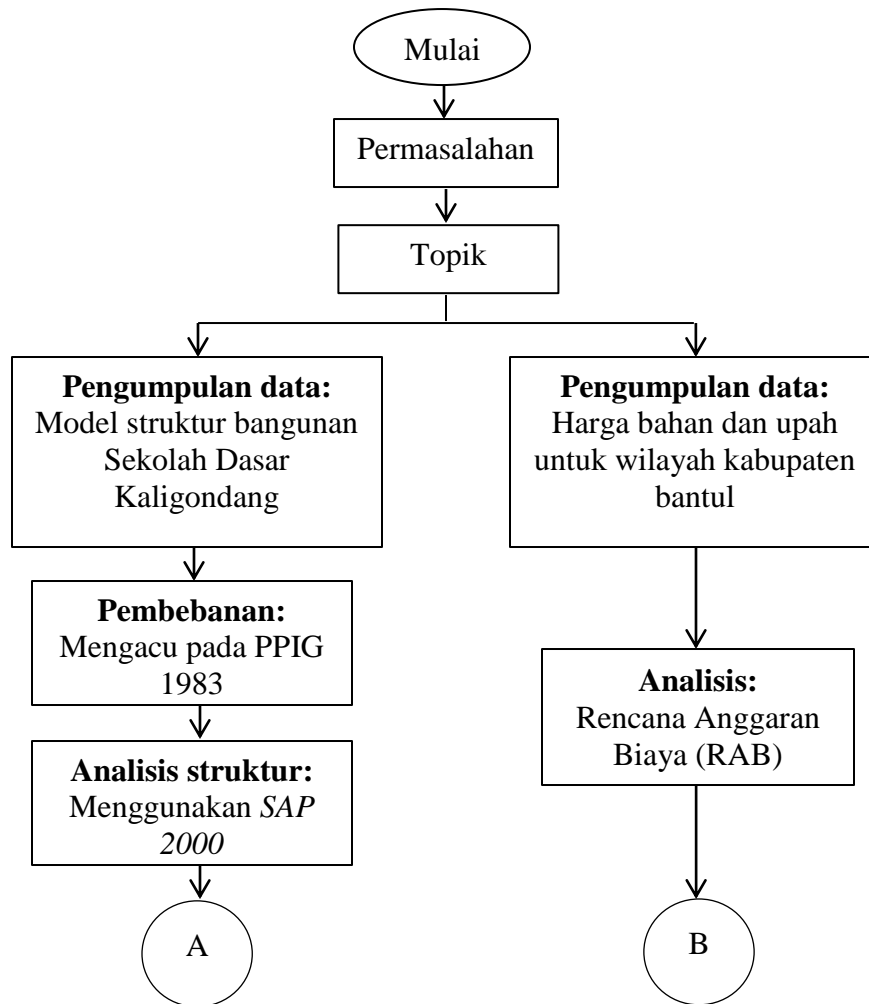 Mulai
Permasalahan
Topik
Pengumpulan data:
Model struktur bangunan
Sekolah Dasar
Kaligondang
Pembebanan:
Mengacu pada PPIG
1983
Analisis struktur:
Menggunakan SAP
2000
A
Pengumpulan data:
Harga bahan dan upah
untuk wilayah kabupaten
bantul
Analisis:
Rencana Anggaran
Biaya (RAB)
B